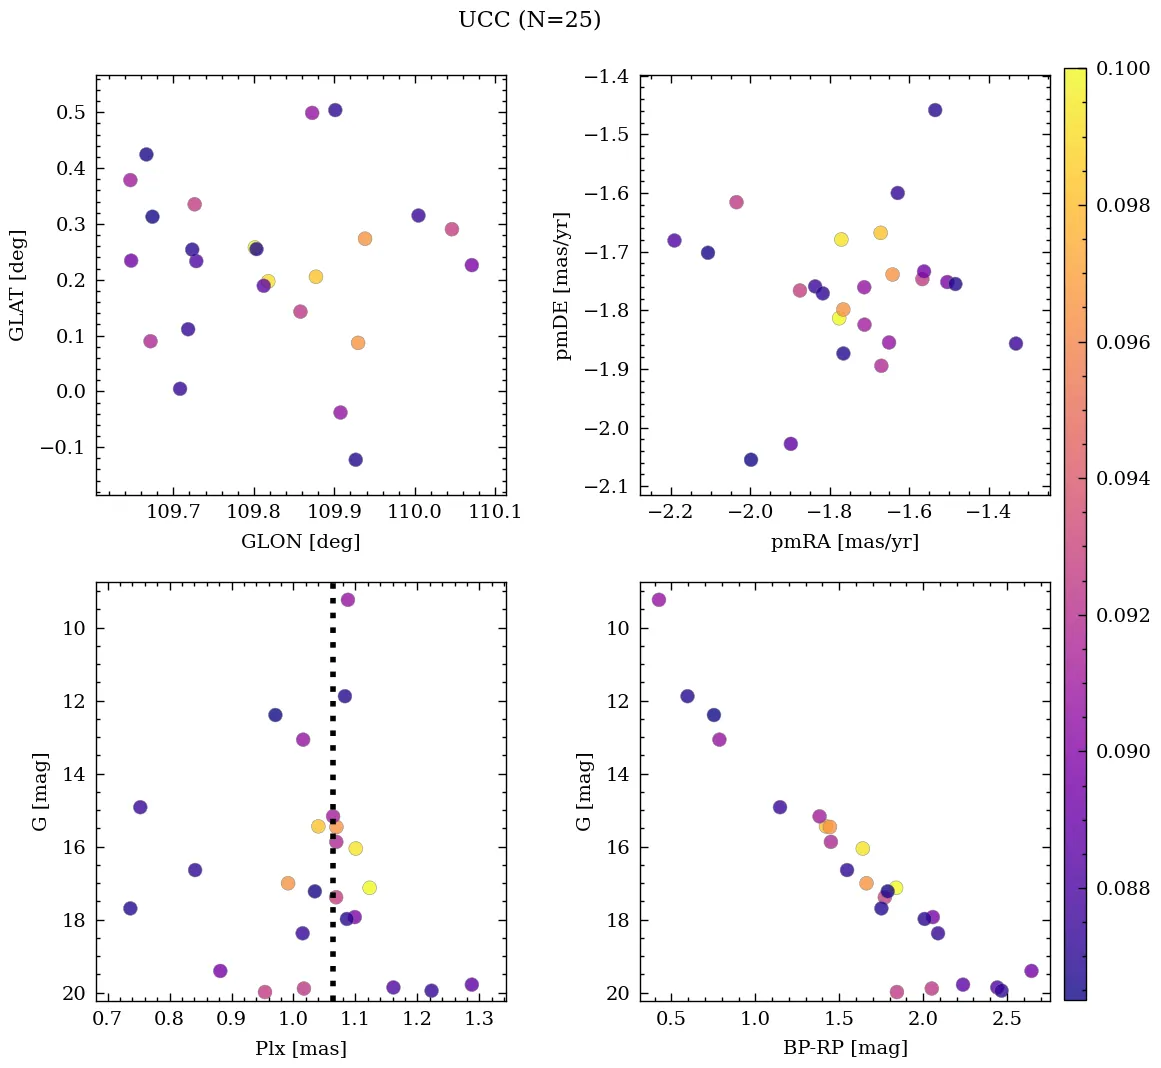 UCC (N=25)
0.5
0.4
0.3
0.2
0.1
0.0
−0.1
GLAT [deg]
109.7 109.8 109.9 110.0 110.1
GLON [deg]
−1.4
−1.5
−1.6
−1.7
−1.8
−1.9
−2.0
−2.1
pmDE [mas/yr]
−2.2 −2.0 −1.8 −1.6 −1.4
pmRA [mas/yr]
10
12
14
16
18
20
G [mag]
0.7 0.8 0.9 1.0 1.1 1.2 1.3
Plx [mas]
10
12
14
16
18
20
G [mag]
0.5 1.0 1.5 2.0 2.5
BP-RP [mag]
0.100
0.098
0.096
0.094
0.092
0.090
0.088